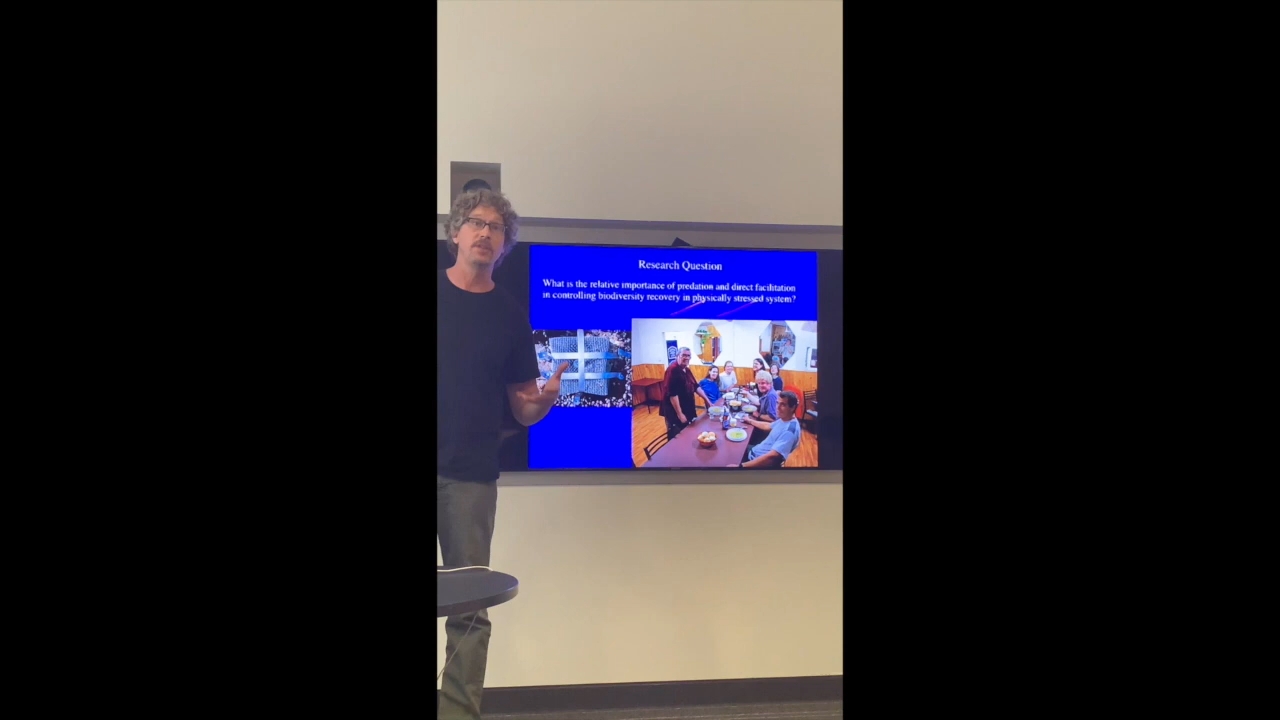 Research Question
What is the relative importance of predation and direct facilitation
in controlling biodiversity recovery in physically stressed system?